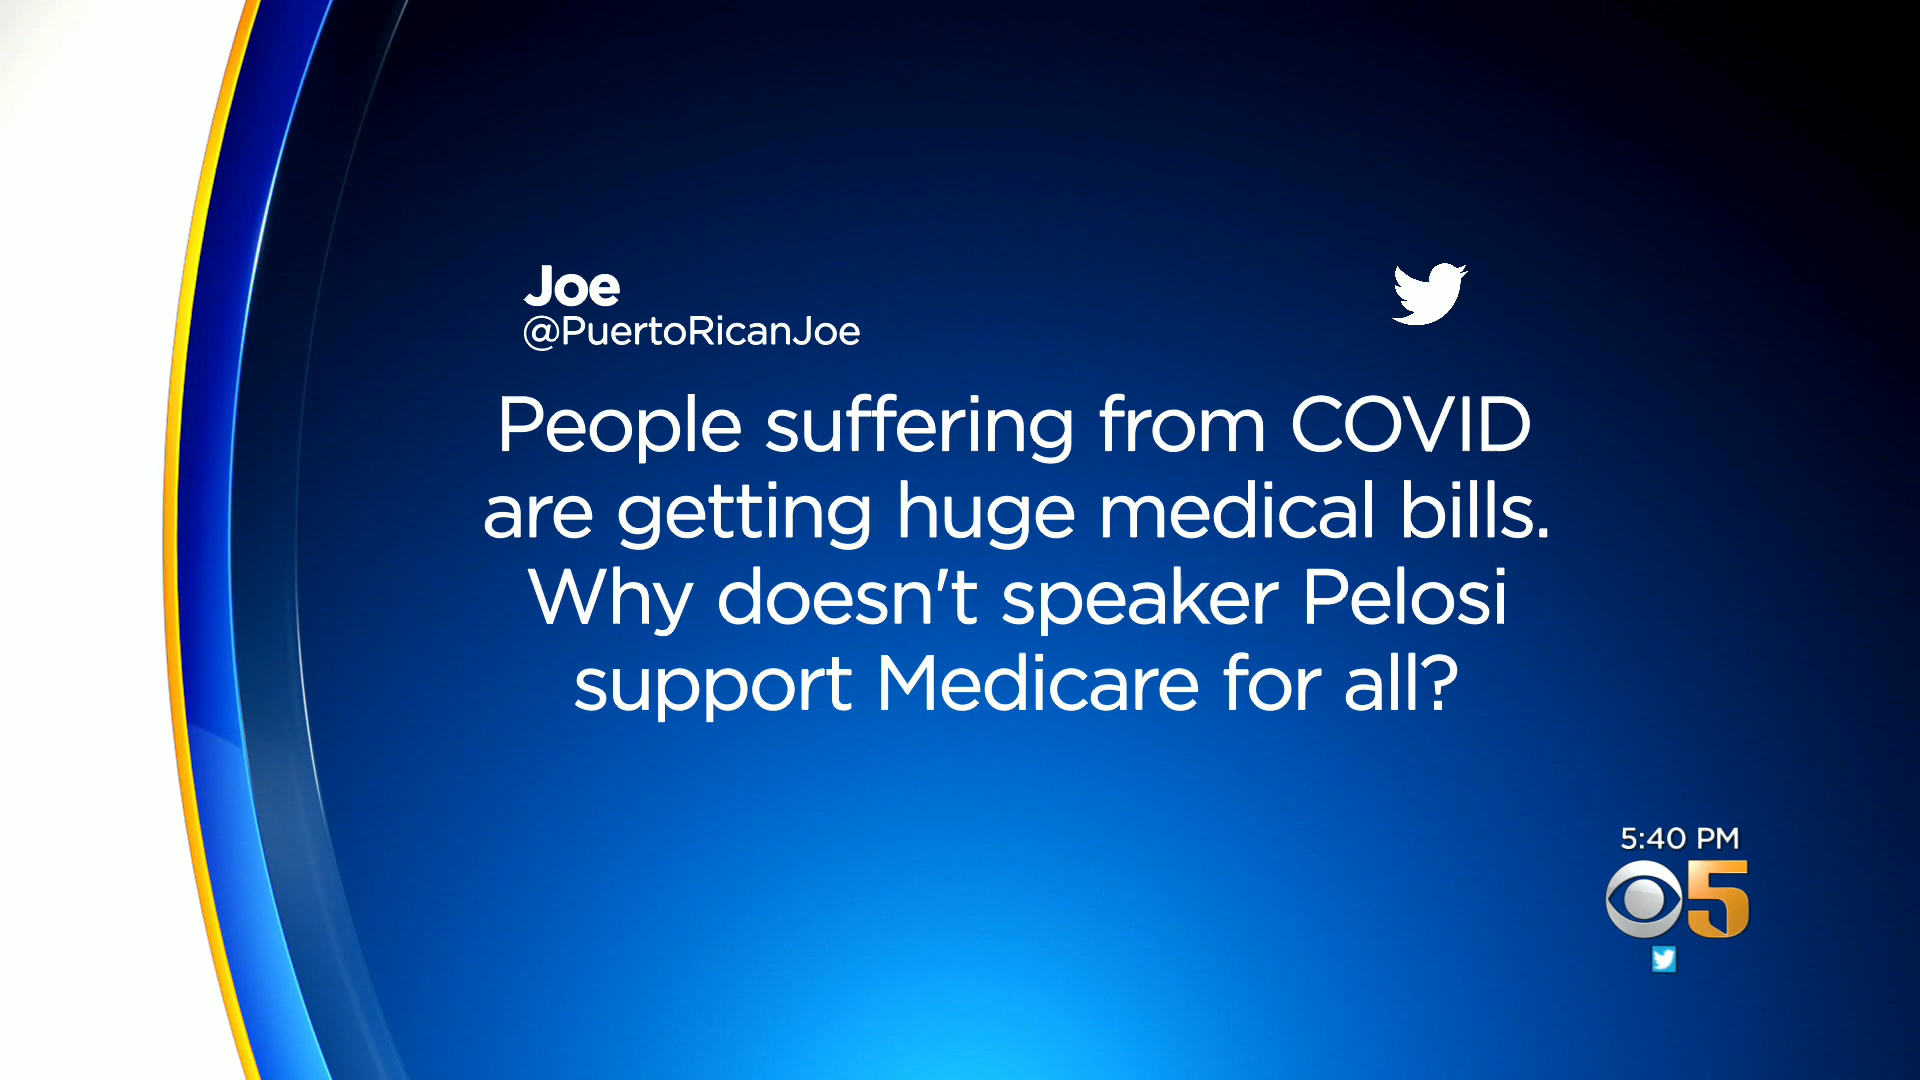 Joe
@PuertoRicanJoe
People suffering from COVID
are getting huge medical bills.
Why doesn't speaker Pelosi
support Medicare for all?
5:40 PM
5